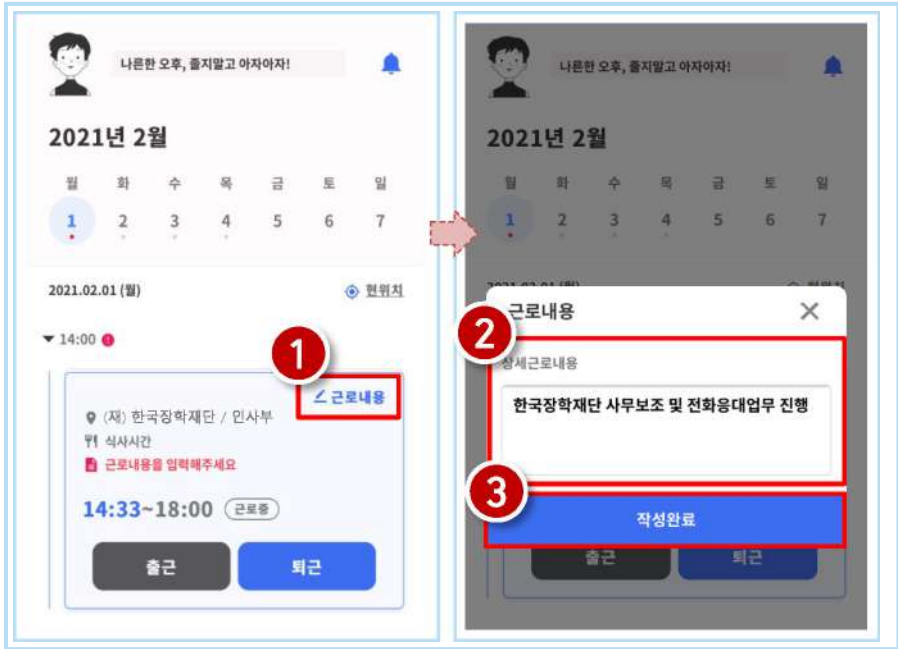 나른한 오후, 졸지말고 아자아자!
2021년 2월
월 화 수 목 금 토 일
1 2 3 4 5 6 7
2021.02.01 (월) 현위치
14:00
1
근로내용
(재) 한국장학재단 / 인사부
식사시간
근로내용을 입력해주세요
14:33~18:00 근로중
출근 퇴근
나른한 오후, 졸지말고 아자아자!
2021년 2월
월 화 수 목 금 토 일
1 2 3 4 5 6 7
근로내용
2
상세근로내용
한국장학재단 사무보조 및 전화응대업무 진행
3
작성완료
출근 퇴근